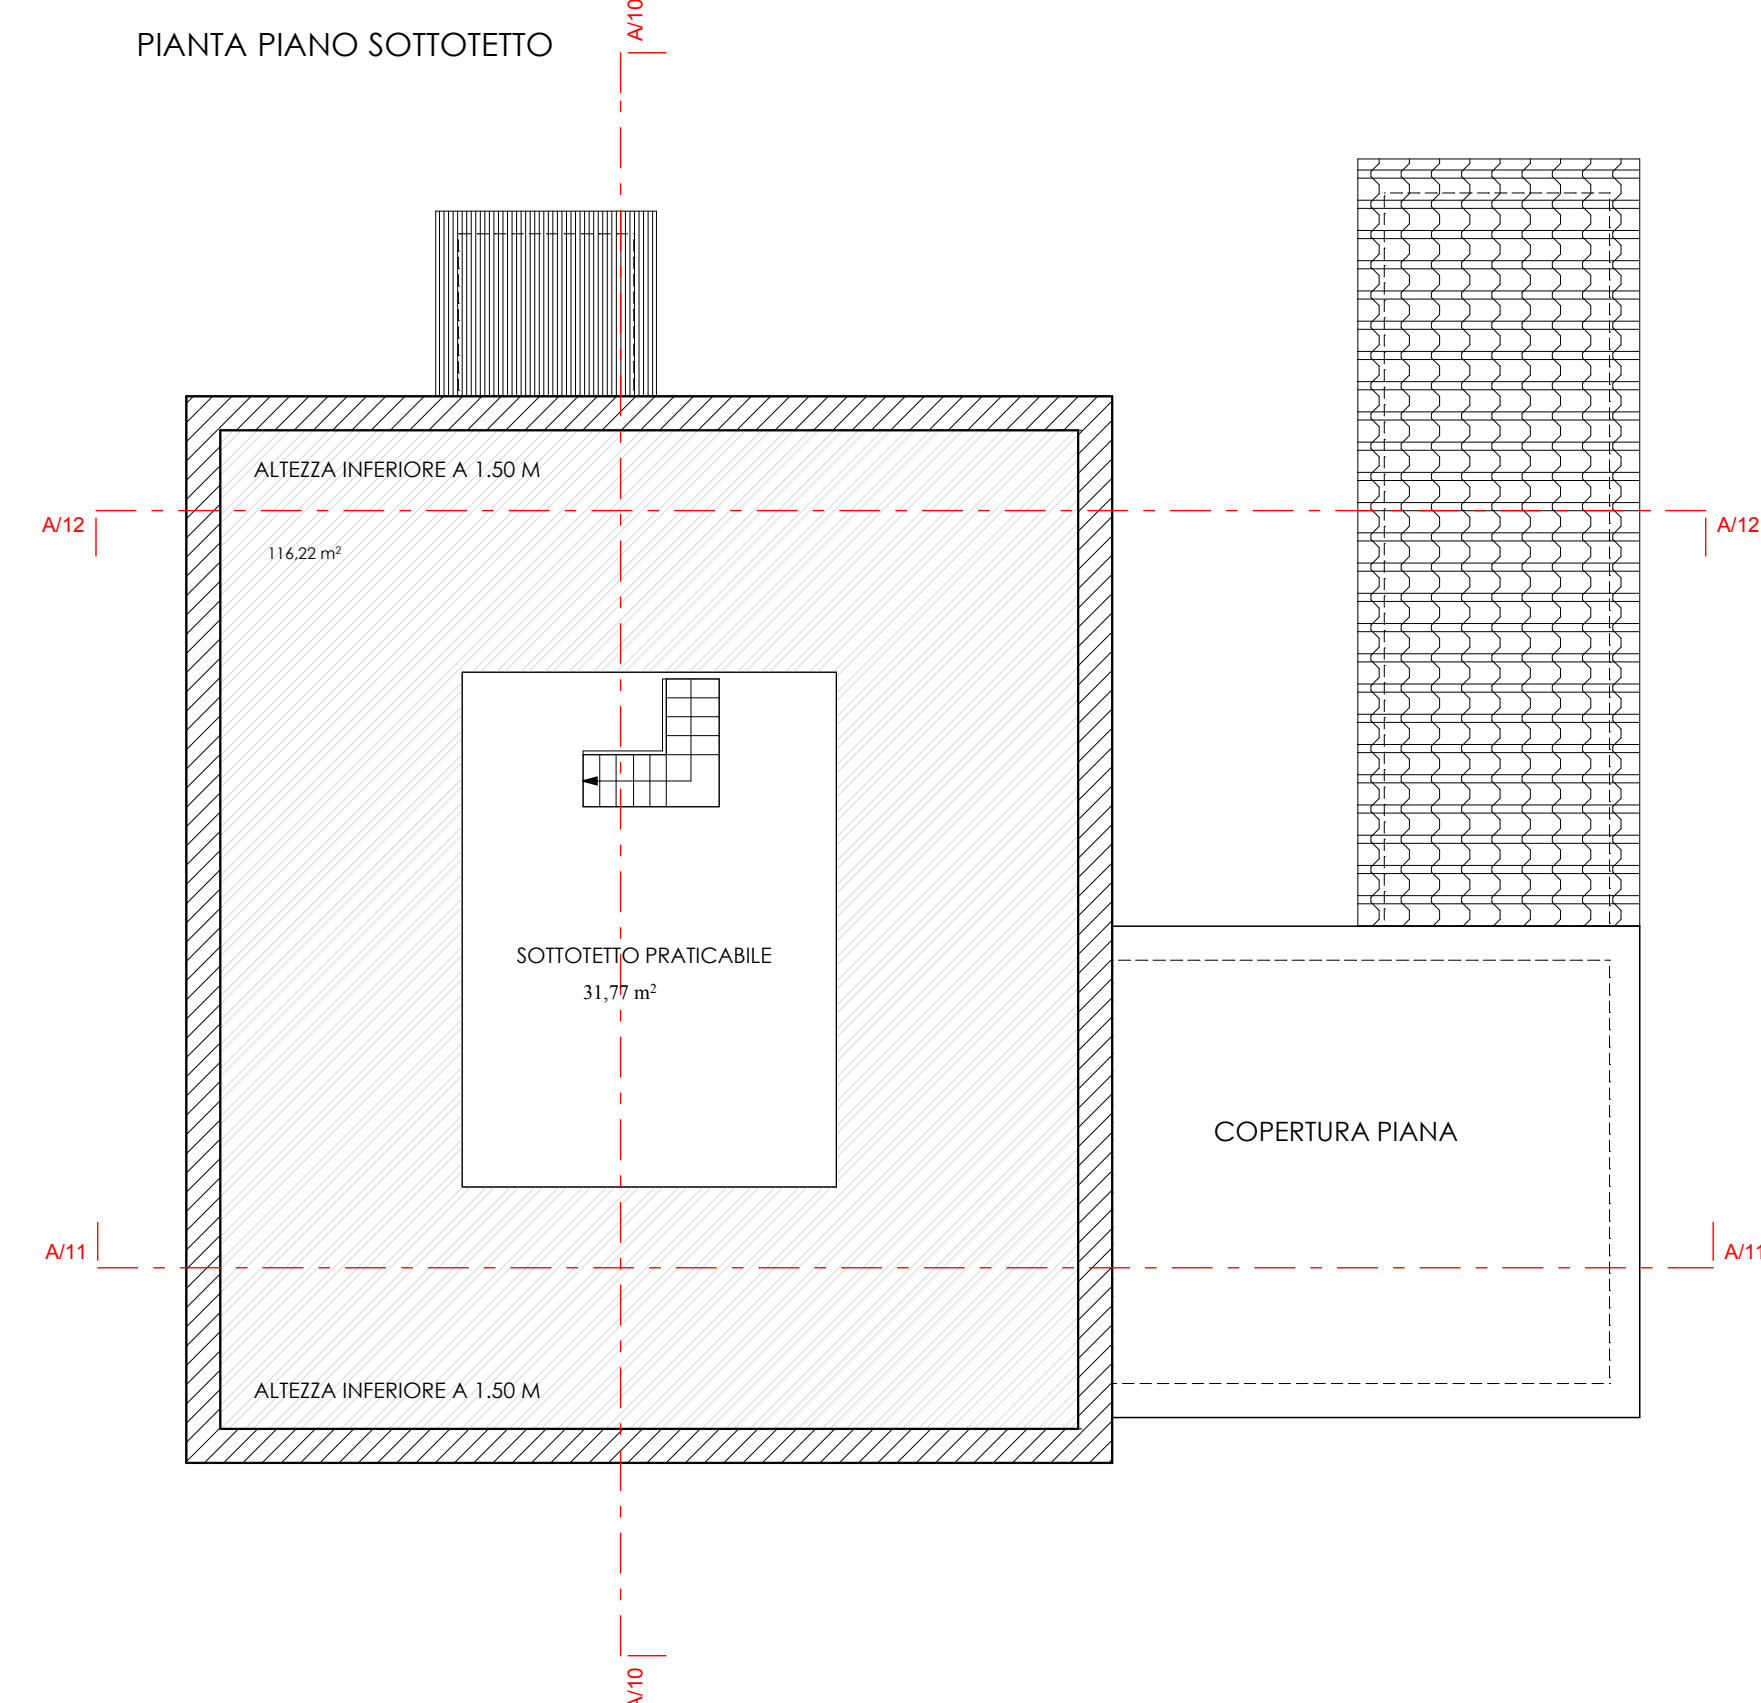 A/10
PIANTA PIANO SOTTOTETTO
ALTEZZA INFERIORE A 1.50 M
A/12
A/12
116,22 m²
SOTTOTETTO PRATICABILE
31,77 m²
COPERTURA PIANA
A/11
A/11
ALTEZZA INFERIORE A 1.50 M
A/10